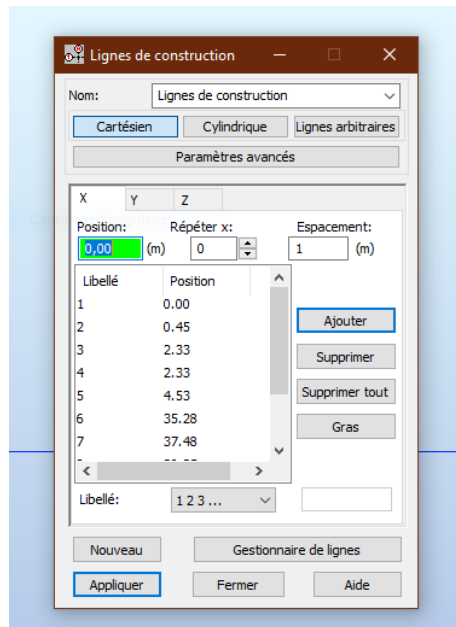 Lignes de construction
Nom: Lignes de construction
Cartésien Cylindrique Lignes arbitraires
Paramètres avancés
X Y Z
Position: Répéter x: Espacement:
0,00 (m) 0 1 (m)
Libellé Position
1 0.00
2 0.45
3 2.33
4 2.33
5 4.53
6 35.28
7 37.48
Ajouter
Supprimer
Supprimer tout
Gras
Libellé: 1 2 3 ...
Nouveau Gestionnaire de lignes
Appliquer Fermer Aide